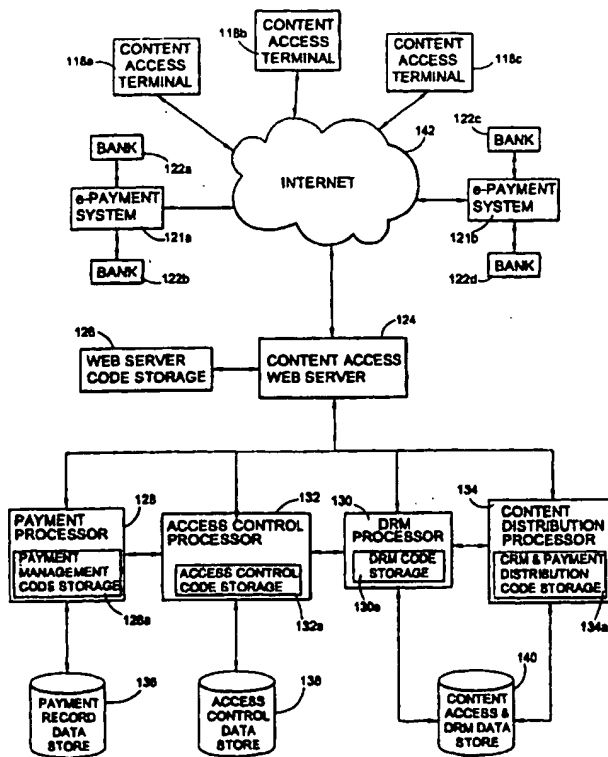 118b
CONTENT
ACCESS
TERMINAL
118a
CONTENT
ACCESS
TERMINAL
CONTENT
ACCESS
TERMINAL
118c
142
INTERNET
BANK
122a
e-PAYMENT
SYSTEM
121a
BANK
122b
122c
BANK
e-PAYMENT
SYSTEM
121b
BANK
122d
126
WEB SERVER
CODE STORAGE
124
CONTENT ACCESS
WEB SERVER
128
PAYMENT
PROCESSOR
PAYMENT
MANAGEMENT
CODE STORAGE
128a
132
ACCESS CONTROL
PROCESSOR
ACCESS CONTROL
CODE STORAGE
132a
130
DRM
PROCESSOR
DRM CODE
STORAGE
130a
134
CONTENT
DISTRIBUTION
PROCESSOR
CRM & PAYMENT
DISTRIBUTION
CODE STORAGE
134a
136
PAYMENT
RECORD
DATA
STORE
138
ACCESS
CONTROL
DATA
STORE
140
CONTENT
ACCESS &
DRM DATA
STORE